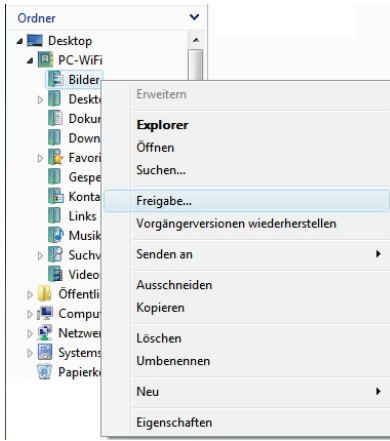 Ordner
Desktop
PC-WiFi
Bilder
Deskt
Dokur
Down
Favori
Gespe
Konta
Links
Musik
Suchv
Video
Öffentli
Compu
Netzwe
Systems
Papierk
Erweitern
Explorer
Öffnen
Suchen...
Freigabe...
Vorgängerversionen wiederherstellen
Senden an
Ausschneiden
Kopieren
Löschen
Umbenennen
Neu
Eigenschaften